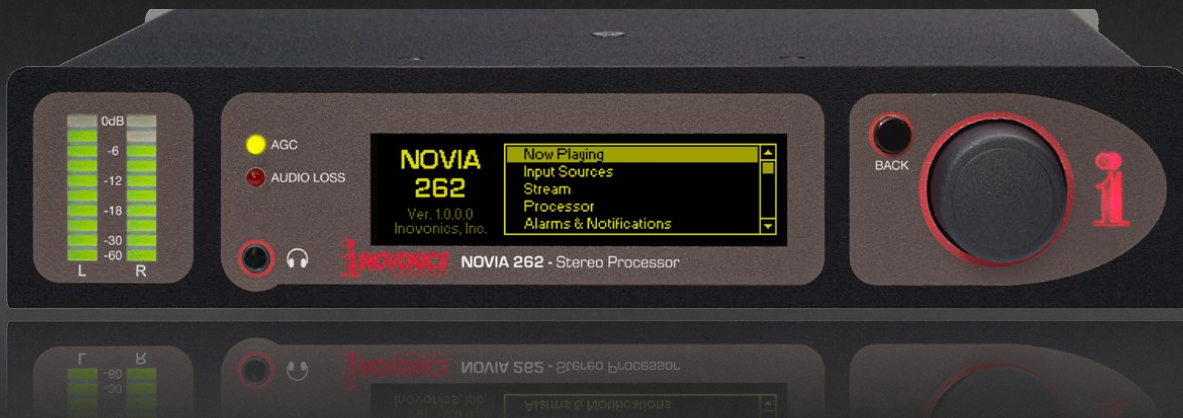 0dB
-6
-12
-18
-30
-60
L R
AGC
AUDIO LOSS
NOVIA
262
Ver. 1.0.0.0
Inovonics, Inc.
Now Playing
Input Sources
Stream
Processor
Alarms & Notifications
INOVONICS NOVIA 262 - Stereo Processor
BACK